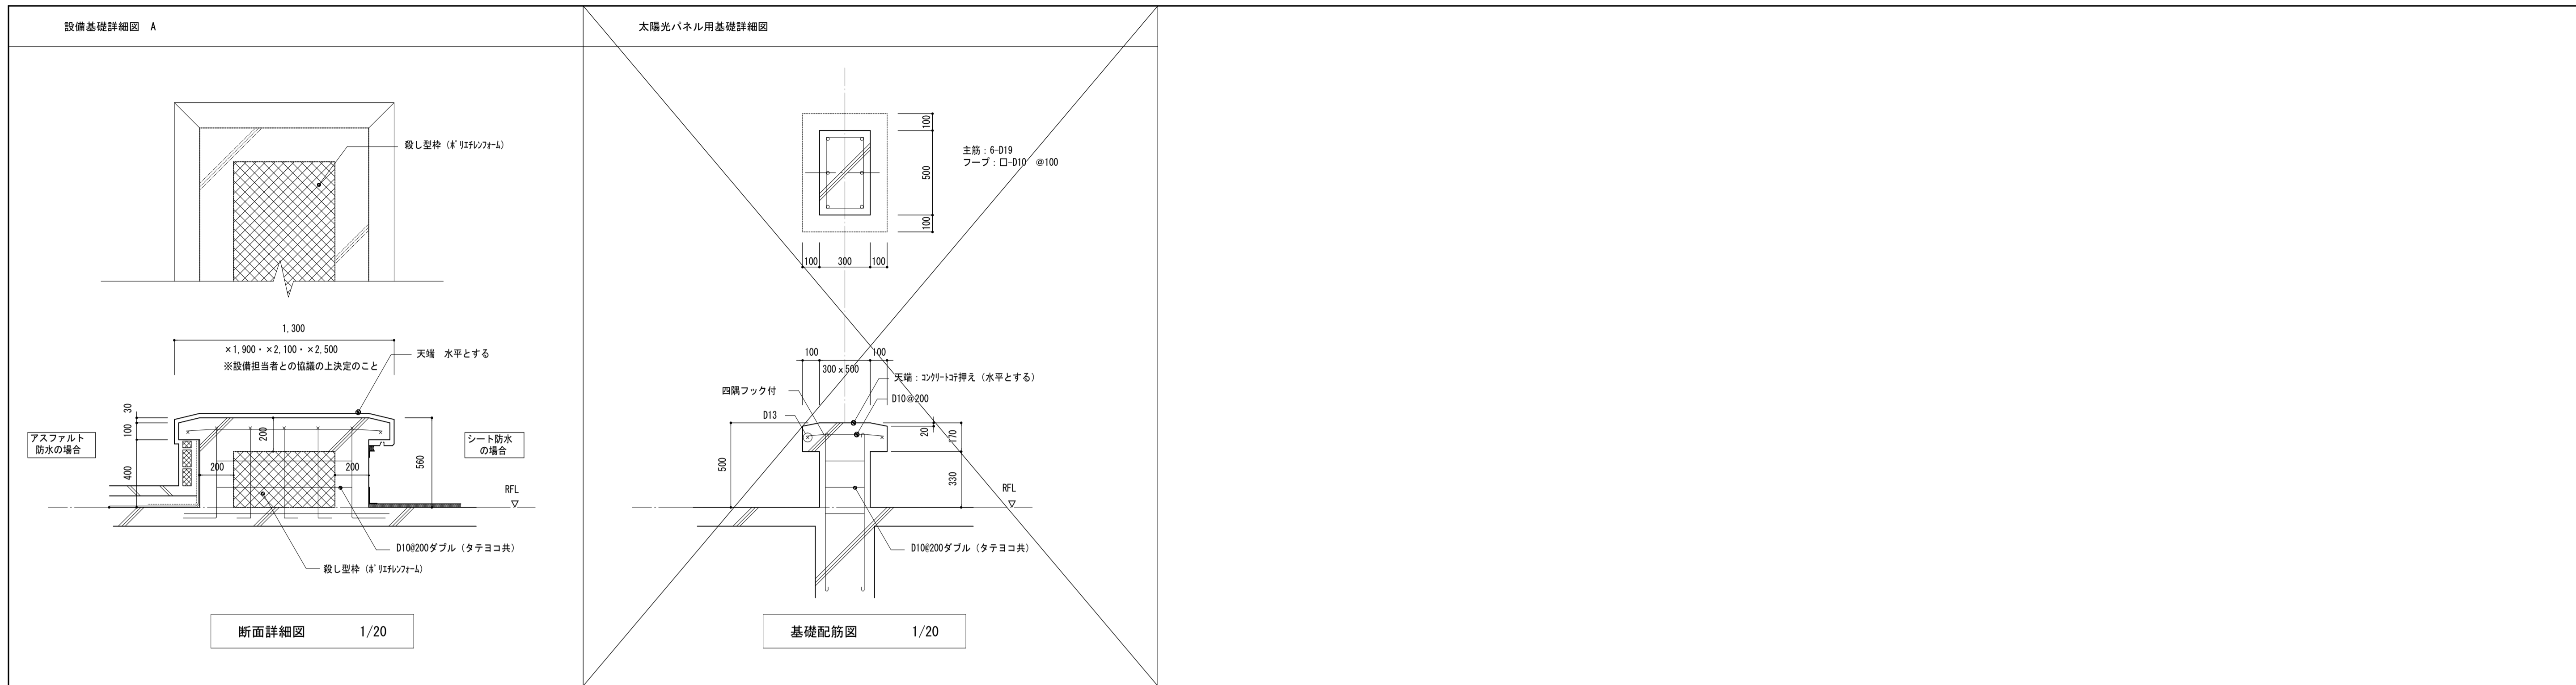 設備基礎詳細図 A
殺し型枠（ﾎﾟﾘｴﾁﾚﾝﾌｫｰﾑ）
1,300
×1,900・×2,100・×2,500
※設備担当者との協議の上決定のこと
天端 水平とする
30
100
400
200
200
200
560
アスファルト
防水の場合
シート防水
の場合
RFL
D10@200ダブル（タテヨコ共）
殺し型枠（ﾎﾟﾘｴﾁﾚﾝﾌｫｰﾑ）
断面詳細図 1/20
太陽光パネル用基礎詳細図
100
500
100
主筋：6-D19
フープ：□-D10 @100
100
300
100
100
100
300x500
天端：ｺﾝｸﾘｰﾄｺﾃ押え（水平とする）
四隅フック付
D10@200
D13
20
170
500
330
RFL
D10@200ダブル（タテヨコ共）
基礎配筋図 1/20